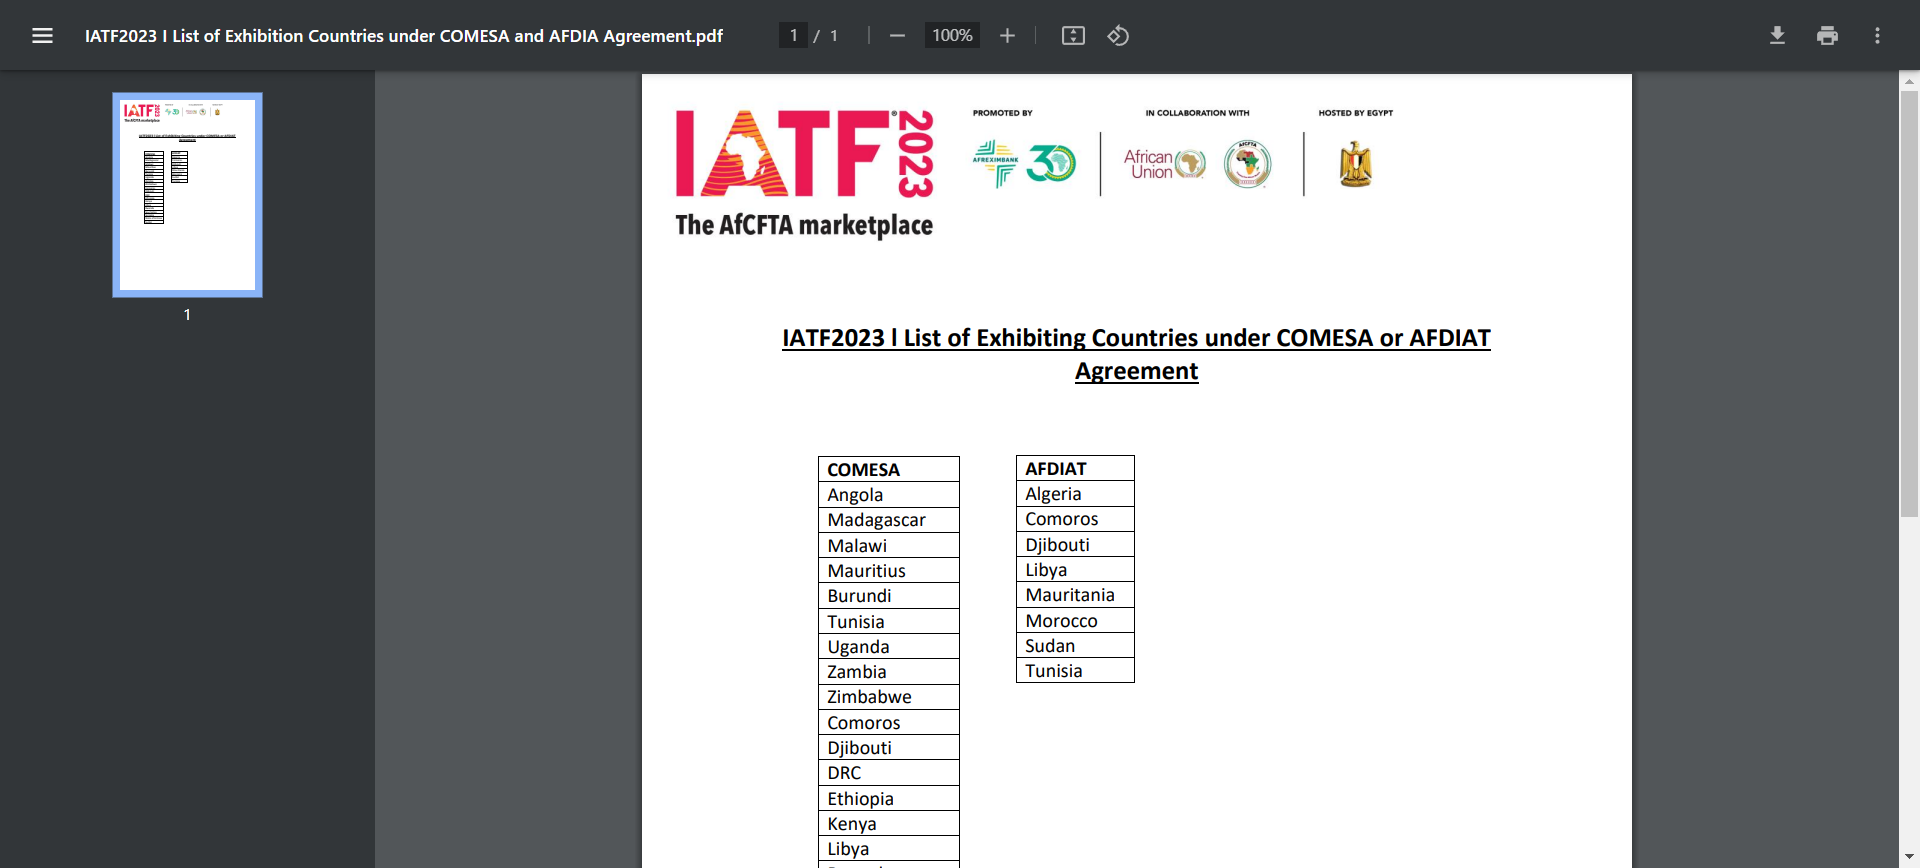 IATF2023 I List of Exhibition Countries under COMESA and AFDIA Agreement.pdf
1 / 1
100%
1
IATF® 2023
The AfCFTA marketplace
PROMOTED BY
AFREXIMBANK
30
IN COLLABORATION WITH
African Union
AfCFTA
HOSTED BY EGYPT
IATF2023 l List of Exhibiting Countries under COMESA or AFDIAT
Agreement
COMESA
Angola
Madagascar
Malawi
Mauritius
Burundi
Tunisia
Uganda
Zambia
Zimbabwe
Comoros
Djibouti
DRC
Ethiopia
Kenya
Libya
AFDIAT
Algeria
Comoros
Djibouti
Libya
Mauritania
Morocco
Sudan
Tunisia